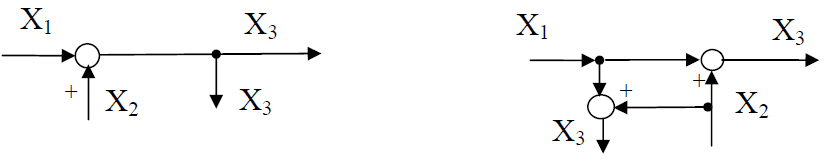 X₁
X₃
+
X₂
X₃
X₁
X₃
+
+
X₂
X₃